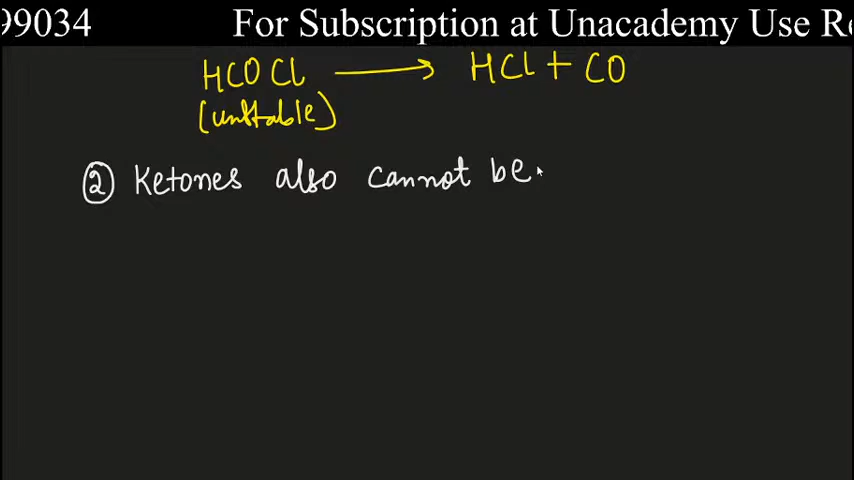 99034 For Subscription at Unacademy Use Re
HCOCl ⟶ HCl + CO
(unstable)
② Ketones also cannot be